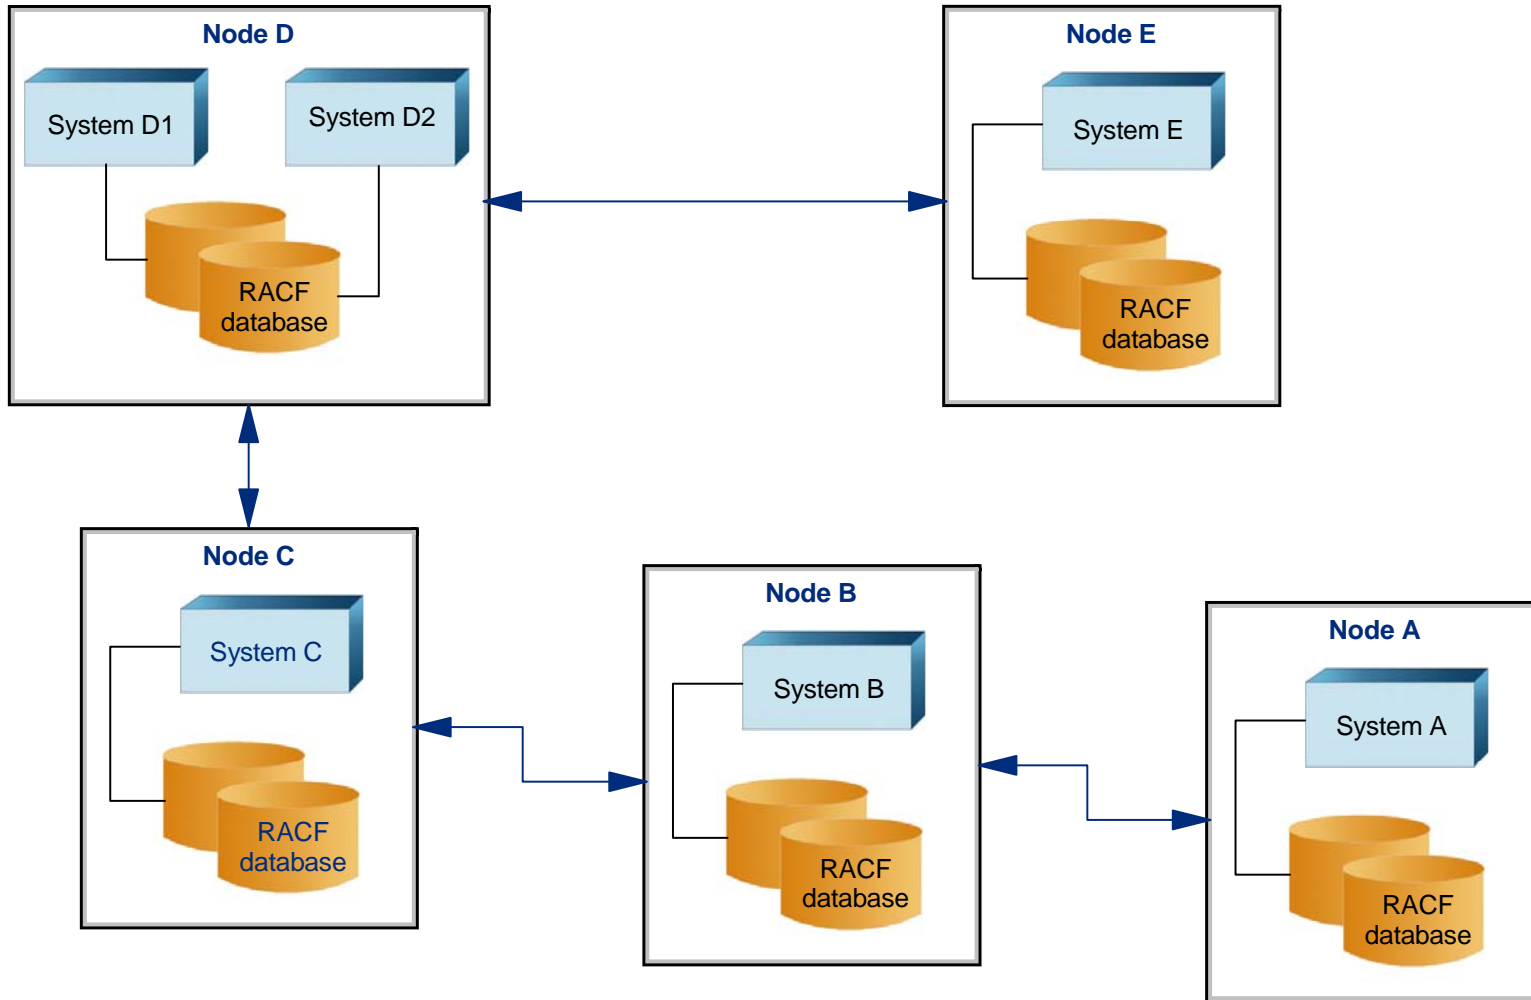 Node D
System D1
System D2
RACF
database
Node E
System E
RACF
database
Node C
System C
RACF
database
Node B
System B
RACF
database
Node A
System A
RACF
database